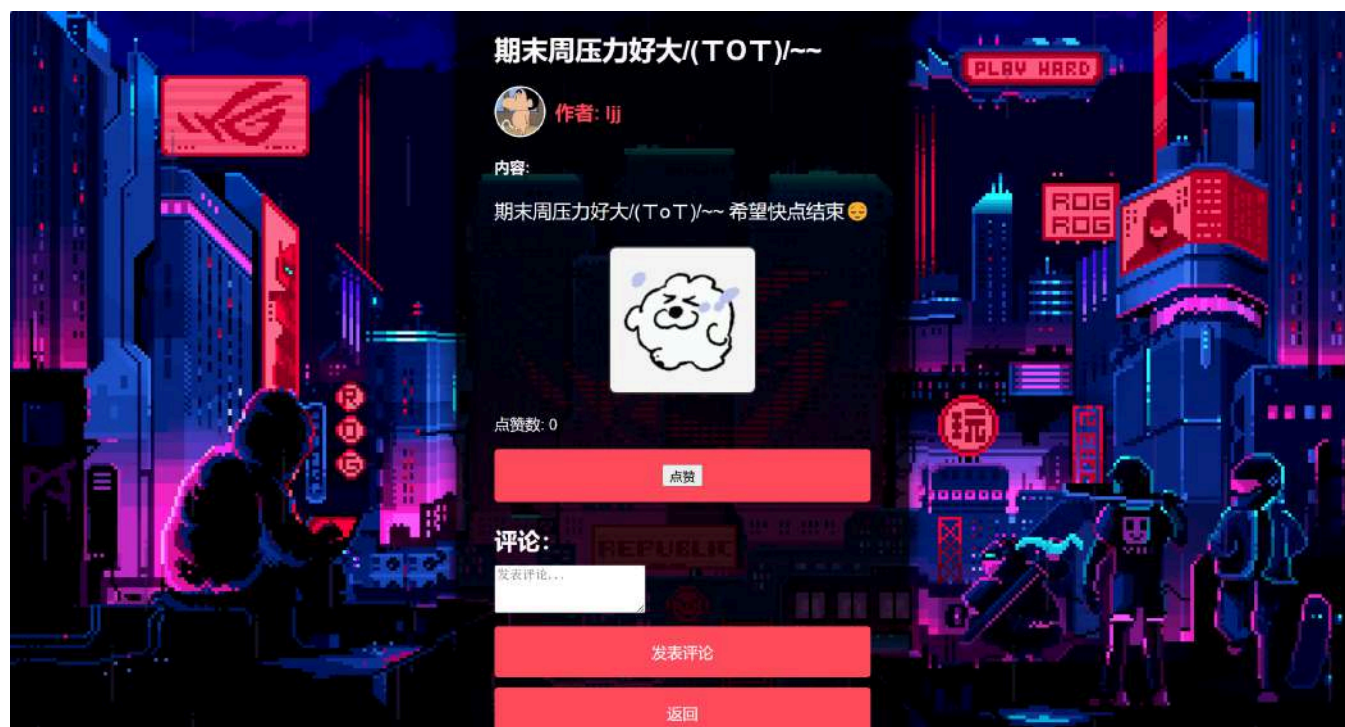 期末周压力好大/(ㄒOㄒ)/~~
作者: ljj
内容:
期末周压力好大/(ㄒoㄒ)/~~ 希望快点结束😔
点赞数: 0
点赞
评论：
发表评论...
发表评论
返回
PLAY HARD
ROG
ROG
R
O
G
玩
REPUBLIC